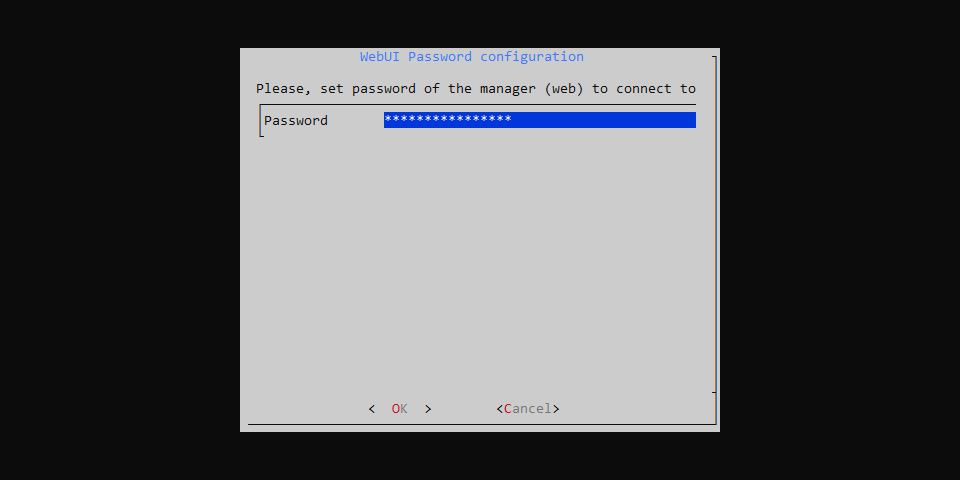 WebUI Password configuration
Please, set password of the manager (web) to connect to
Password ****************
< OK > <Cancel>